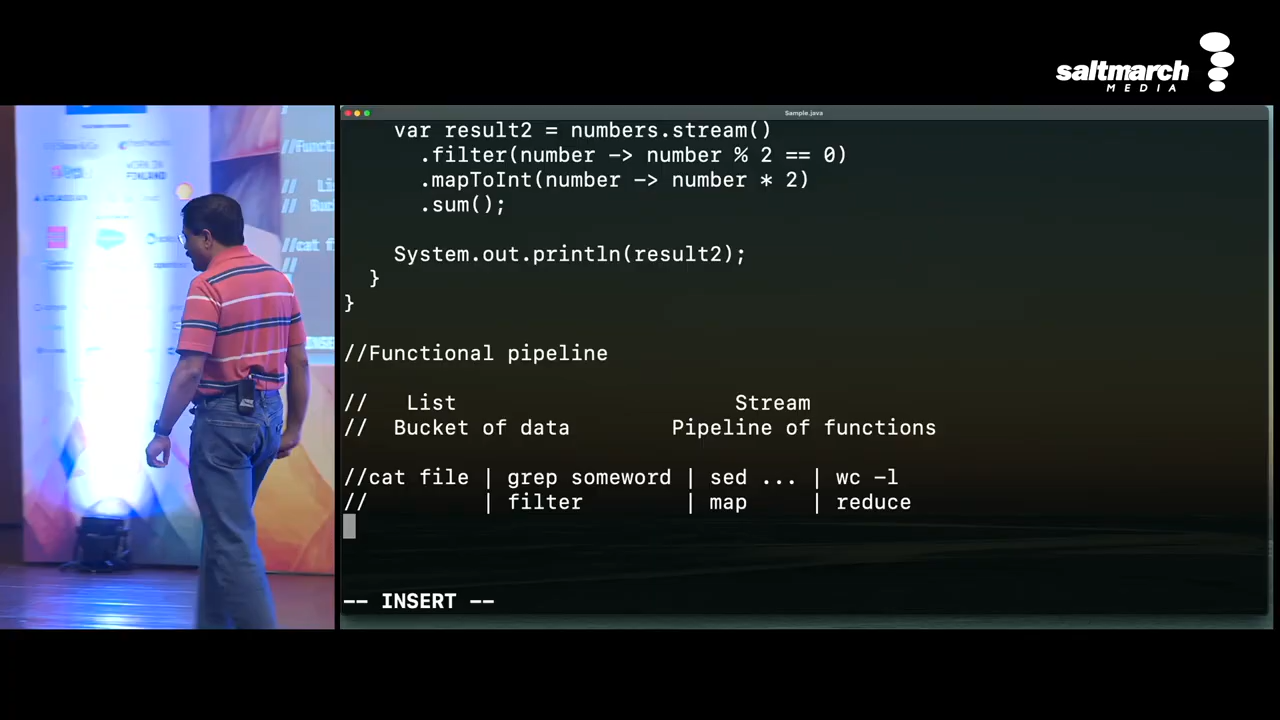 saltmarch
MEDIA
Sample.java
var result2 = numbers.stream()
.filter(number -> number % 2 == 0)
.mapToInt(number -> number * 2)
.sum();
System.out.println(result2);
}
}
//Functional pipeline
// List Stream
// Bucket of data Pipeline of functions
//cat file | grep someword | sed ... | wc -l
// | filter | map | reduce
-- INSERT --
FINLAND